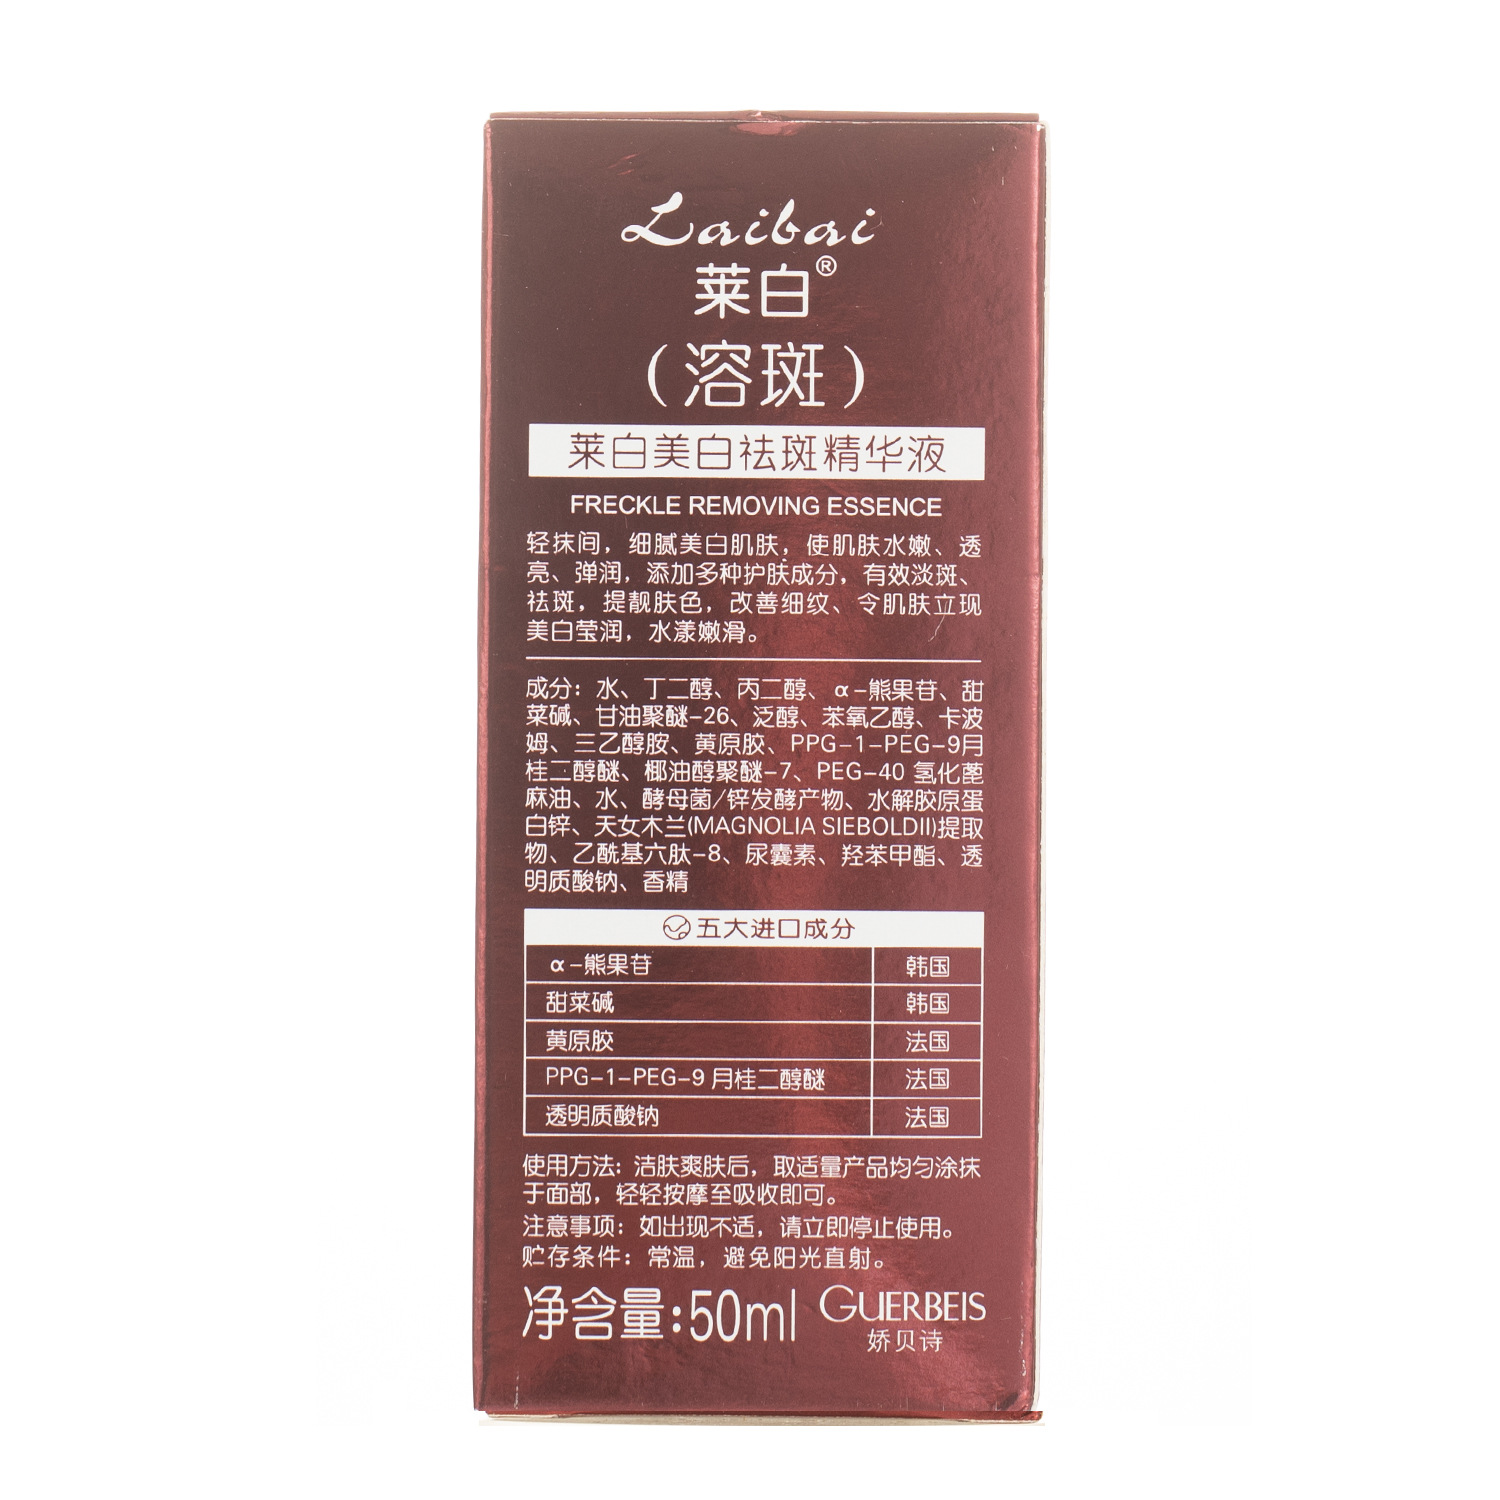 Laibai
莱白®
（溶斑）
莱白美白祛斑精华液
FRECKLE REMOVING ESSENCE
轻抹间，细腻美白肌肤，使肌肤水嫩、透
亮、弹润，添加多种护肤成分，有效淡斑、
祛斑，提靓肤色，改善细纹、令肌肤立现
美白莹润，水漾嫩滑。
成分：水、丁二醇、丙二醇、α-熊果苷、甜
菜碱、甘油聚醚-26、泛醇、苯氧乙醇、卡波
姆、三乙醇胺、黄原胶、PPG-1-PEG-9月
桂二醇醚、椰油醇聚醚-7、PEG-40 氢化蓖
麻油、水、酵母菌/锌发酵产物、水解胶原蛋
白锌、天女木兰(MAGNOLIA SIEBOLDII)提取
物、乙酰基六肽-8、尿囊素、羟苯甲酯、透
明质酸钠、香精
五大进口成分
α-熊果苷 韩国
甜菜碱 韩国
黄原胶 法国
PPG-1-PEG-9 月桂二醇醚 法国
透明质酸钠 法国
使用方法：洁肤爽肤后，取适量产品均匀涂抹
于面部，轻轻按摩至吸收即可。
注意事项：如出现不适，请立即停止使用。
贮存条件：常温，避免阳光直射。
净含量:50ml GUERBEIS
娇贝诗